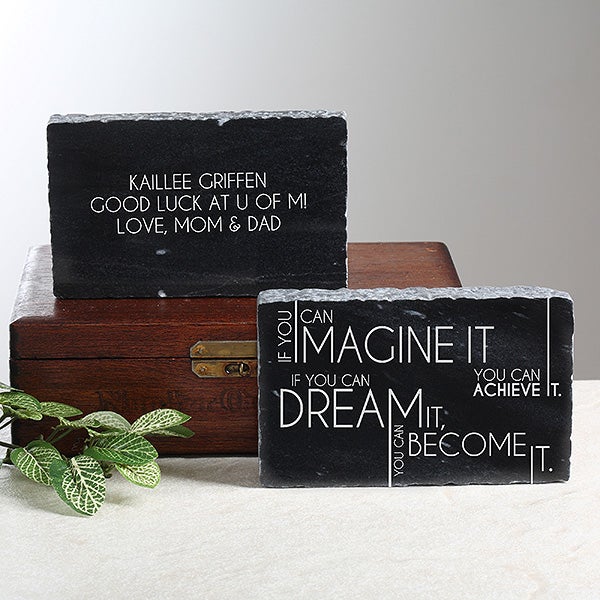 KAILLEE GRIFFEN
GOOD LUCK AT U OF M!
LOVE, MOM & DAD
IF YOU CAN
IMAGINE IT
YOU CAN
ACHIEVE IT.
IF YOU CAN
DREAM IT,
YOU CAN
BECOME IT.